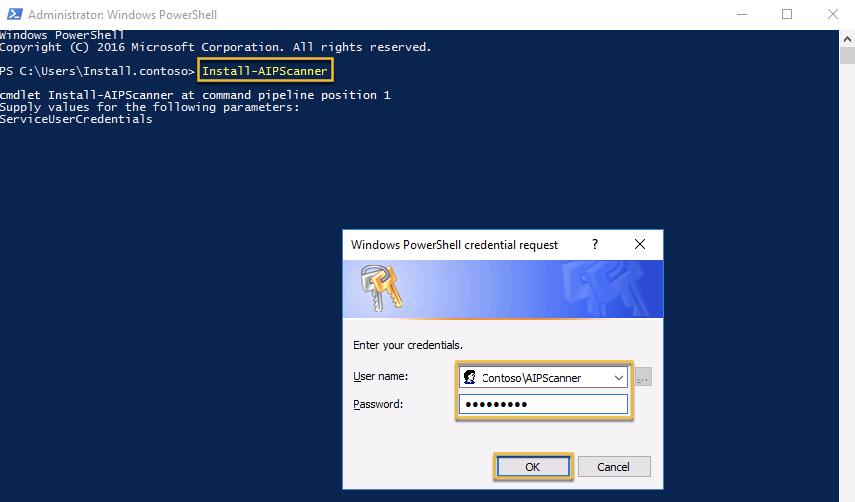 Administrator: Windows PowerShell
Windows PowerShell
Copyright (C) 2016 Microsoft Corporation. All rights reserved.
PS C:\Users\Install.contoso> Install-AIPScanner
cmdlet Install-AIPScanner at command pipeline position 1
Supply values for the following parameters:
ServiceUserCredentials
Windows PowerShell credential request
Enter your credentials.
User name: Contoso\AIPScanner
Password: •••••••••
OK Cancel